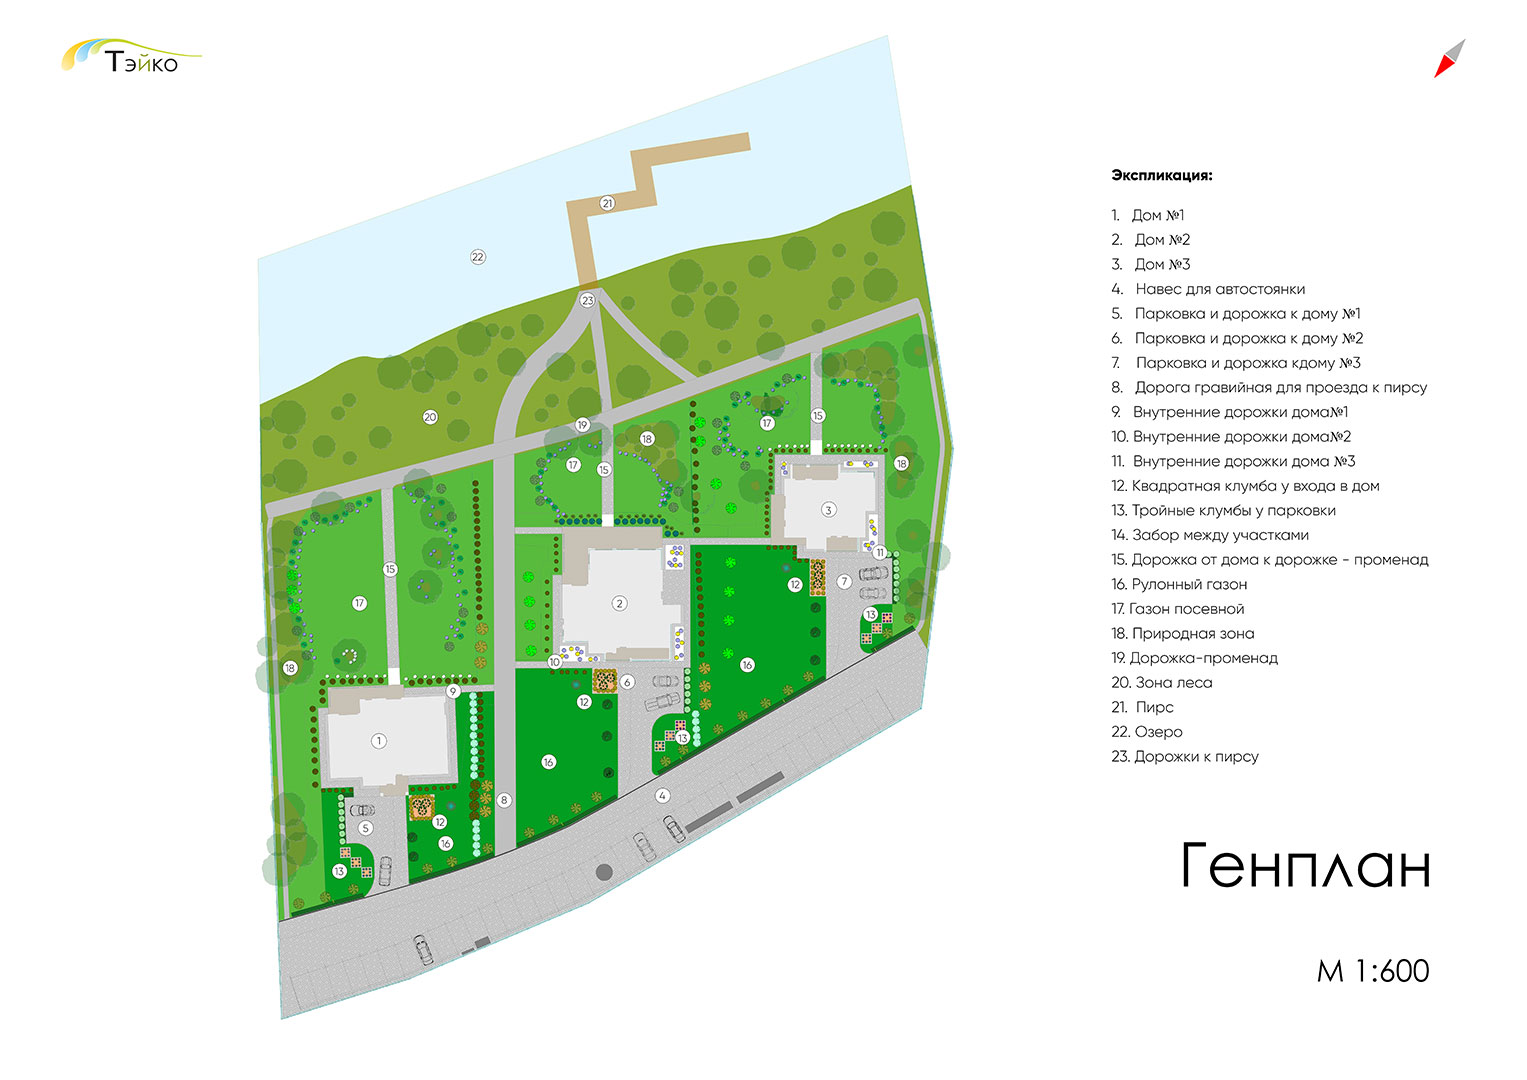 Тэйко
Экспликация:
1. Дом №1
2. Дом №2
3. Дом №3
4. Навес для автостоянки
5. Парковка и дорожка к дому №1
6. Парковка и дорожка к дому №2
7. Парковка и дорожка кдому №3
8. Дорога гравийная для проезда к пирсу
9. Внутренние дорожки дома№1
10. Внутренние дорожки дома№2
11. Внутренние дорожки дома №3
12. Квадратная клумба у входа в дом
13. Тройные клумбы у парковки
14. Забор между участками
15. Дорожка от дома к дорожке - променад
16. Рулонный газон
17. Газон посевной
18. Природная зона
19. Дорожка-променад
20. Зона леса
21. Пирс
22. Озеро
23. Дорожки к пирсу
Генплан
М 1:600
21
22
23
20
19
15
17
18
17
15
18
3
15
11
12
7
17
2
13
10
16
18
6
9
12
13
1
16
4
8
12
5
16
13